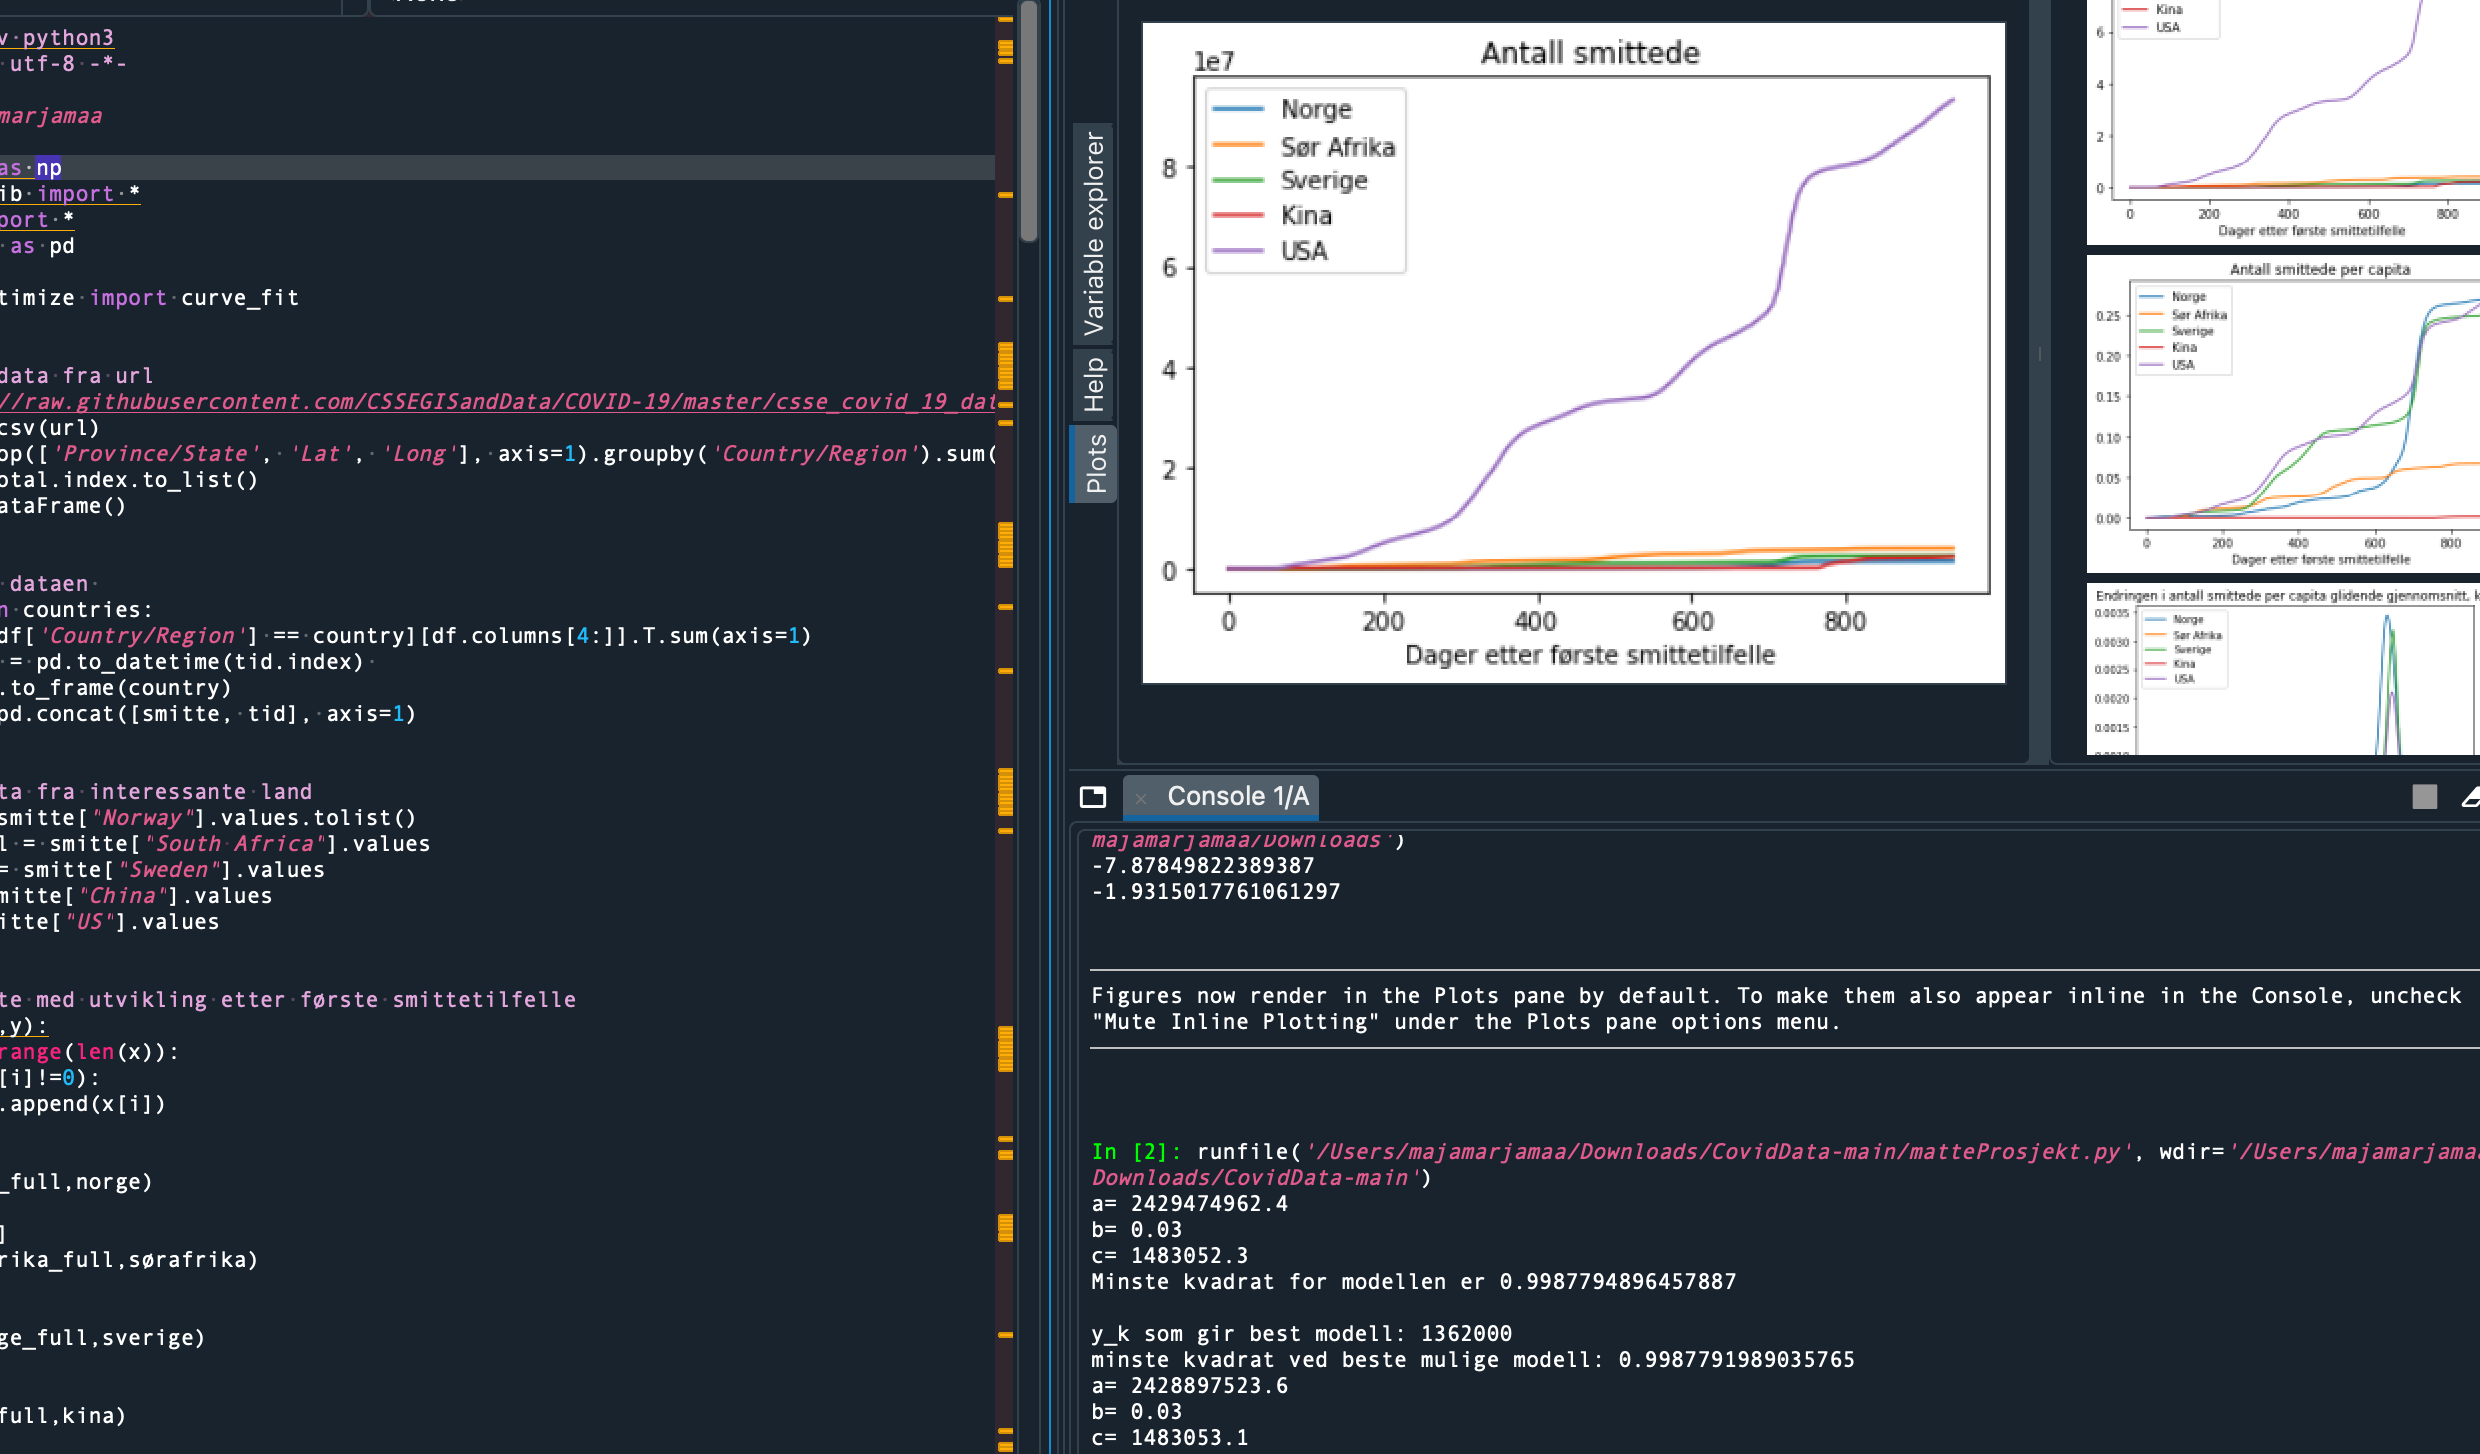 v python3
utf-8 -*-
marjamaa
as np
ib import *
port *
as pd
timize import curve_fit
data fra url
//raw.githubusercontent.com/CSSEGISandData/COVID-19/master/csse_covid_19_dat
csv(url)
op(['Province/State', 'Lat', 'Long'], axis=1).groupby('Country/Region').sum(
otal.index.to_list()
ataFrame()
dataen
n countries:
df['Country/Region'] == country][df.columns[4:]].T.sum(axis=1)
= pd.to_datetime(tid.index)
.to_frame(country)
pd.concat([smitte, tid], axis=1)
ta fra interessante land
smitte["Norway"].values.tolist()
l = smitte["South Africa"].values
= smitte["Sweden"].values
mitte["China"].values
itte["US"].values
te med utvikling etter første smittetilfelle
,y):
range(len(x)):
[i]!=0):
.append(x[i])
_full,norge)
]
rika_full,sørafrika)
ge_full,sverige)
full,kina)
Variable explorer
Help
Plots
Antall smittede
1e7
Norge
Sør Afrika
Sverige
Kina
USA
8
6
4
2
0
0 200 400 600 800
Dager etter første smittetilfelle
Kina
USA
6
4
2
0
0 200 400 600 800
Dager etter første smittetilfelle
Antall smittede per capita
Norge
Sør Afrika
Sverige
Kina
USA
0.25
0.20
0.15
0.10
0.05
0.00
0 200 400 600 800
Dager etter første smittetilfelle
Endringen i antall smittede per capita glidende gjennomsnitt, k
0.0035
0.0030
0.0025
0.0020
0.0015
Norge
Sør Afrika
Sverige
Kina
USA
Console 1/A
majamarjamaa/Downloads')
-7.87849822389387
-1.9315017761061297
Figures now render in the Plots pane by default. To make them also appear inline in the Console, uncheck
"Mute Inline Plotting" under the Plots pane options menu.
In [2]: runfile('/Users/majamarjamaa/Downloads/CovidData-main/matteProsjekt.py', wdir='/Users/majamarjama
Downloads/CovidData-main')
a= 2429474962.4
b= 0.03
c= 1483052.3
Minste kvadrat for modellen er 0.9987794896457887
y_k som gir best modell: 1362000
minste kvadrat ved beste mulige modell: 0.9987791989035765
a= 2428897523.6
b= 0.03
c= 1483053.1